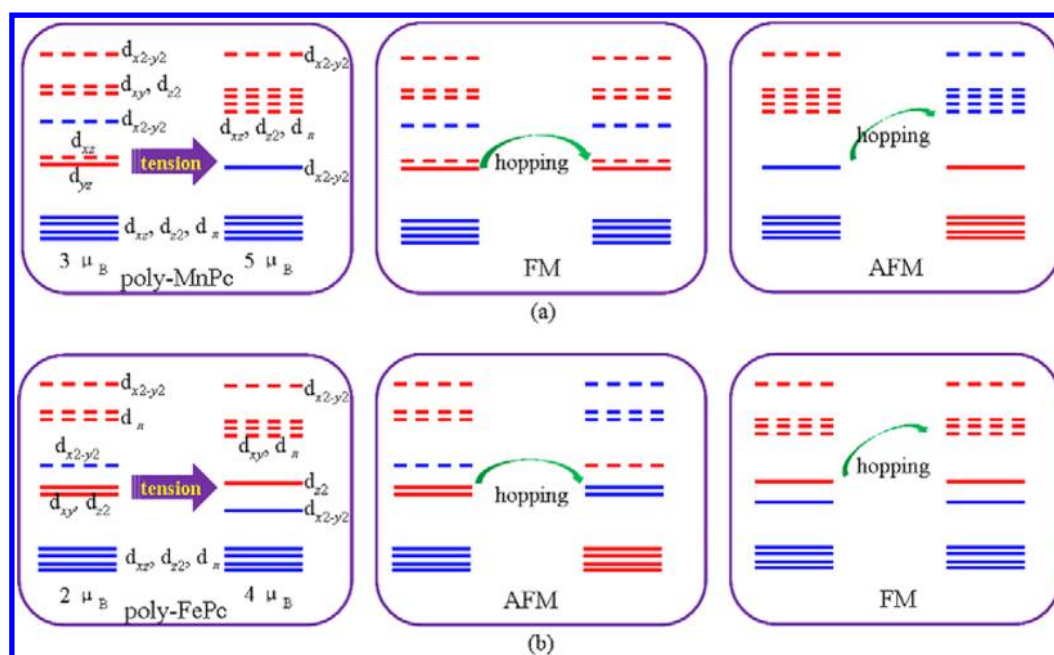 d_{x2-y2}
d_{xy}, d_{z2}
d_{x2-y2}
d_{xz}
d_{yz}
tension
d_{x2-y2}
d_{xz}, d_{z2}, d_π
d_{x2-y2}
d_{xz}, d_{z2}, d_π
3 μ_B
5 μ_B
poly-MnPc
hopping
FM
hopping
AFM
(a)
d_{x2-y2}
d_π
d_{x2-y2}
d_{xy}, d_{z2}
tension
d_{x2-y2}
d_{xy}, d_π
d_{z2}
d_{x2-y2}
d_{xz}, d_{z2}, d_π
2 μ_B
4 μ_B
poly-FePc
hopping
AFM
hopping
FM
(b)